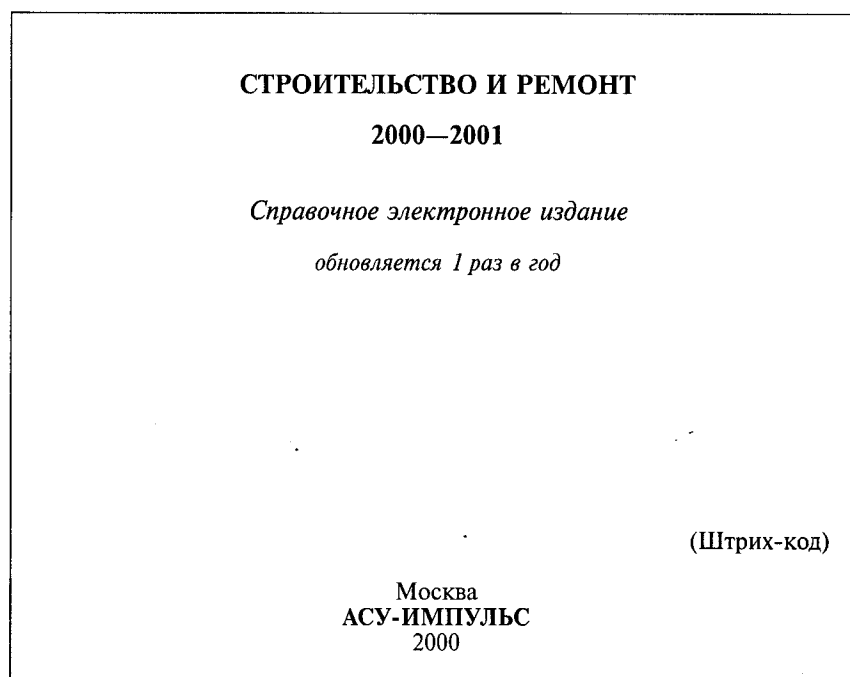 СТРОИТЕЛЬСТВО И РЕМОНТ
2000—2001
Справочное электронное издание
обновляется 1 раз в год
(Штрих-код)
Москва
АСУ-ИМПУЛЬС
2000